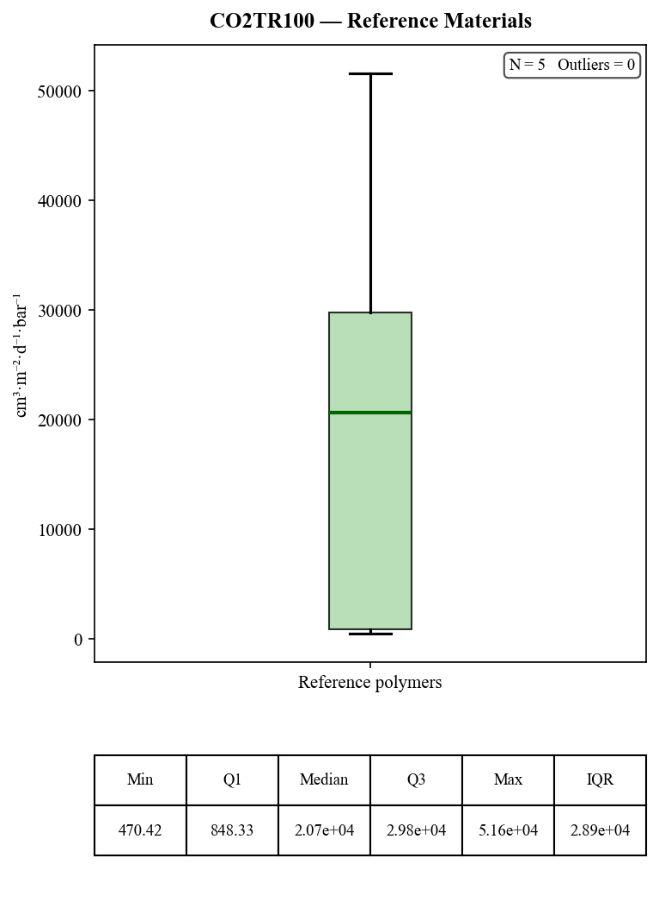 CO2TR100 — Reference Materials
N = 5   Outliers = 0
50000
40000
30000
20000
10000
0
cm³·m⁻²·d⁻¹·bar⁻¹
Reference polymers
Min Q1 Median Q3 Max IQR
470.42 848.33 2.07e+04 2.98e+04 5.16e+04 2.89e+04